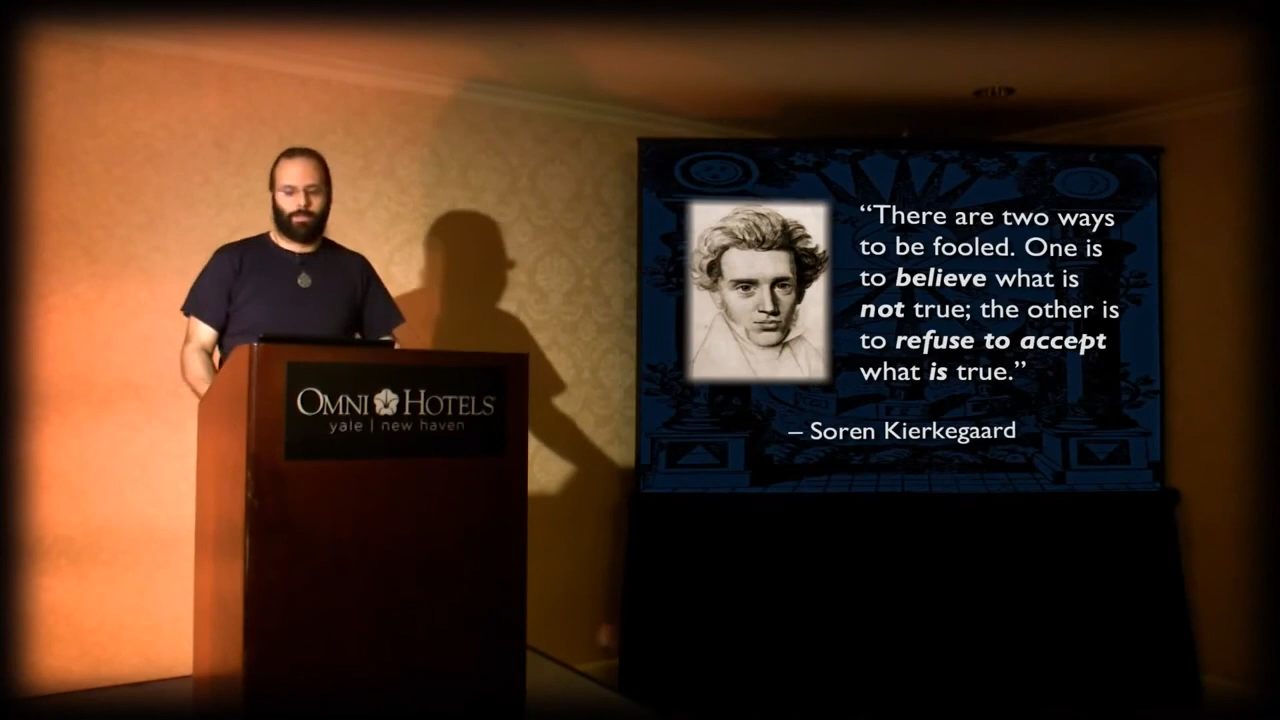 OMNI HOTELS
yale | new haven
“There are two ways
to be fooled. One is
to believe what is
not true; the other is
to refuse to accept
what is true.”
– Soren Kierkegaard